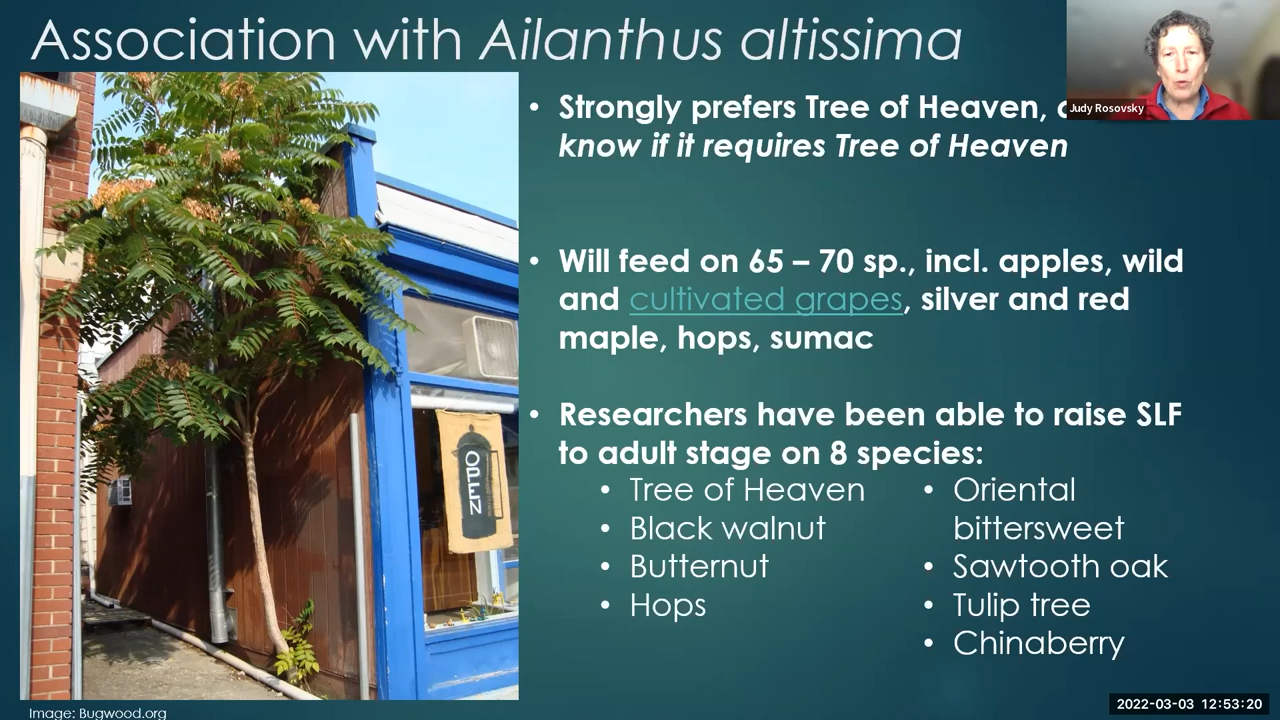 Association with Ailanthus altissima
Judy Rosovsky
• Strongly prefers Tree of Heaven,
know if it requires Tree of Heaven
• Will feed on 65 – 70 sp., incl. apples, wild
and cultivated grapes, silver and red
maple, hops, sumac
• Researchers have been able to raise SLF
to adult stage on 8 species:
• Tree of Heaven
• Black walnut
• Butternut
• Hops
• Oriental
bittersweet
• Sawtooth oak
• Tulip tree
• Chinaberry
OPEN
Image: Bugwood.org
2022-03-03 12:53:20